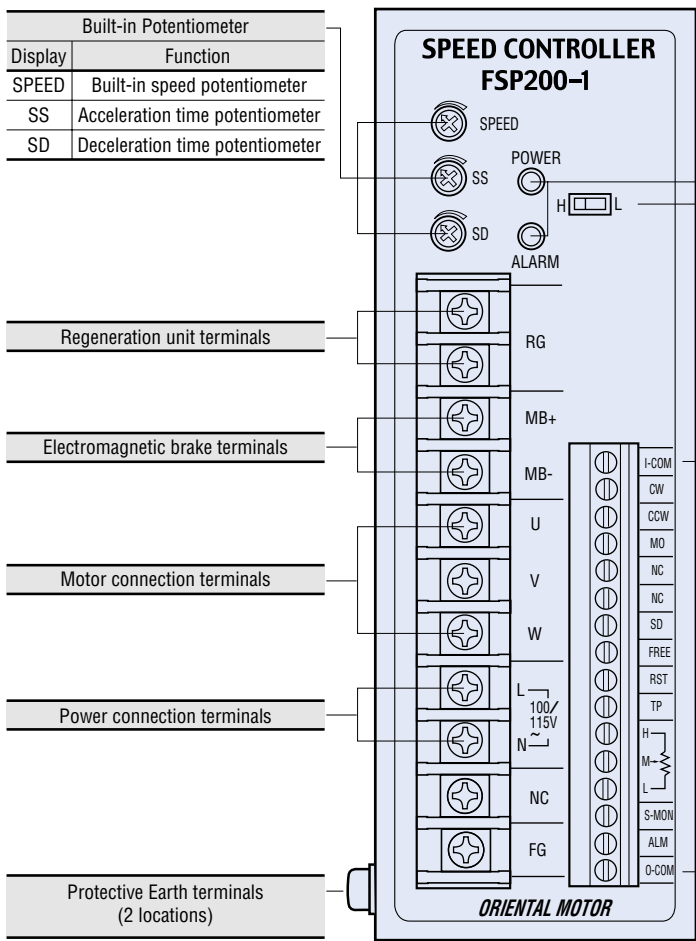 Built-in Potentiometer
Display Function
SPEED Built-in speed potentiometer
SS Acceleration time potentiometer
SD Deceleration time potentiometer
Regeneration unit terminals
Electromagnetic brake terminals
Motor connection terminals
Power connection terminals
Protective Earth terminals
(2 locations)
SPEED CONTROLLER
FSP200–1
SPEED
SS
SD
POWER
H L
ALARM
RG
MB+
MB-
U
V
W
L
100/
115V
~
N
NC
FG
I-COM
CW
CCW
MO
NC
NC
SD
FREE
RST
TP
H
M
L
S-MON
ALM
O-COM
ORIENTAL MOTOR